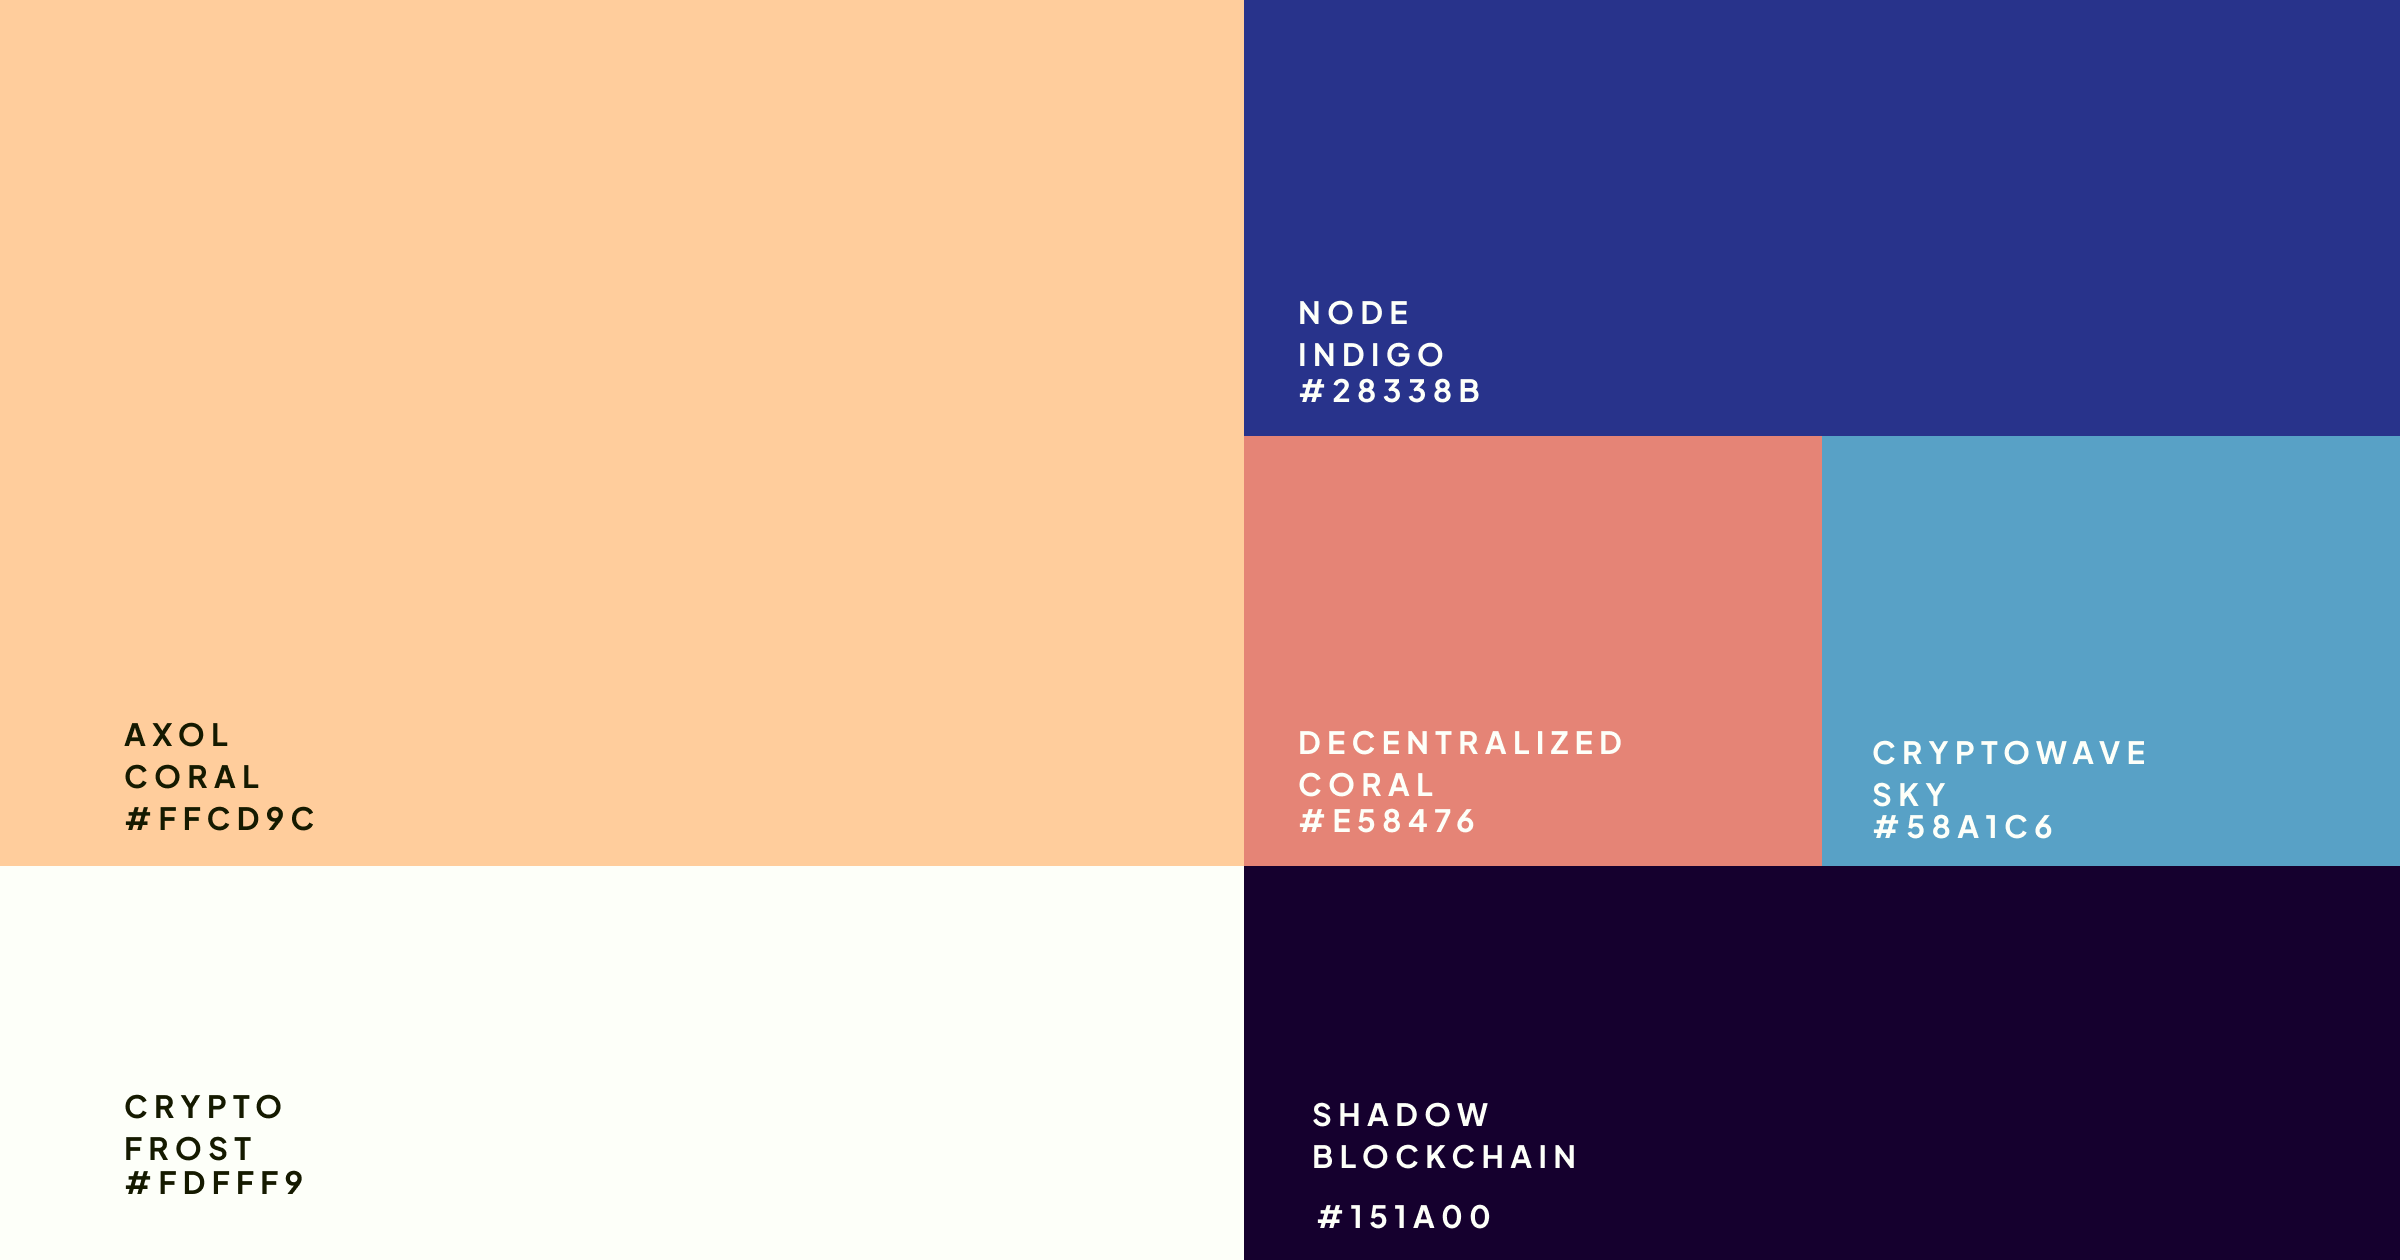 AXOL
CORAL
#FFCD9C
NODE
INDIGO
#28338B
DECENTRALIZED
CORAL
#E58476
CRYPTOWAVE
SKY
#58A1C6
CRYPTO
FROST
#FDFFF9
SHADOW
BLOCKCHAIN
#151A00